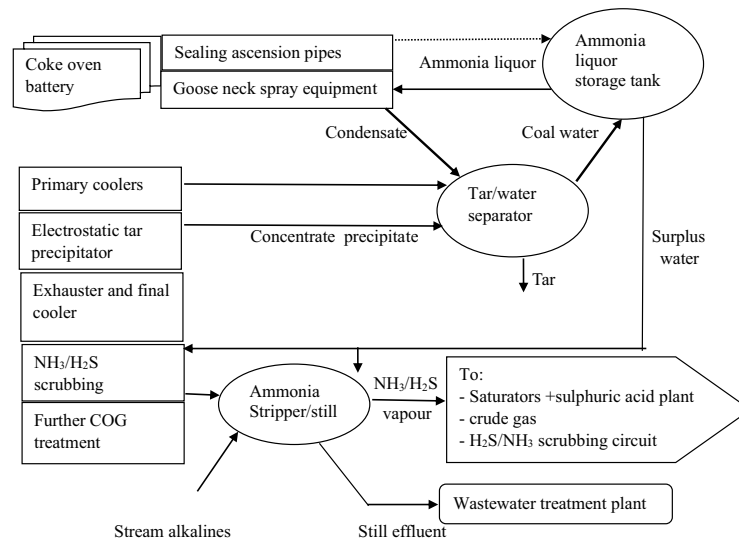 Coke oven
battery
Sealing ascension pipes
Goose neck spray equipment
Ammonia liquor
Ammonia
liquor
storage tank
Condensate
Coal water
Primary coolers
Electrostatic tar
precipitator
Concentrate precipitate
Tar/water
separator
Surplus
water
Tar
Exhauster and final
cooler
NH₃/H₂S
scrubbing
Further COG
treatment
Ammonia
Stripper/still
NH₃/H₂S
vapour
To:
- Saturators +sulphuric acid plant
- crude gas
- H₂S/NH₃ scrubbing circuit
Wastewater treatment plant
Stream alkalines
Still effluent